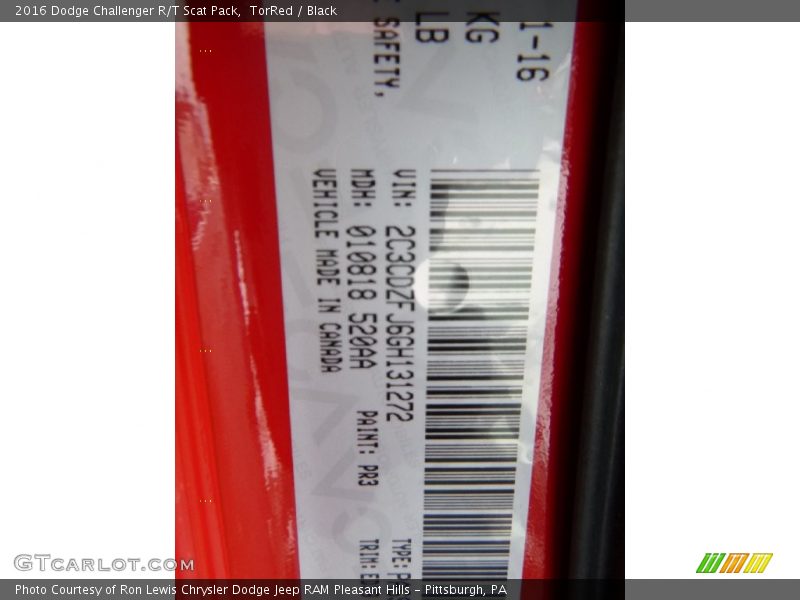 2016 Dodge Challenger R/T Scat Pack,  TorRed / Black
1-16
KG
LB
SAFETY,
VIN: 2C3CDZFJ6GH131272 TYPE:
MDH: 010818 520AA PAINT: PR3 TRIM:
VEHICLE MADE IN CANADA
GTCARLOT.COM
Photo Courtesy of Ron Lewis Chrysler Dodge Jeep RAM Pleasant Hills – Pittsburgh, PA